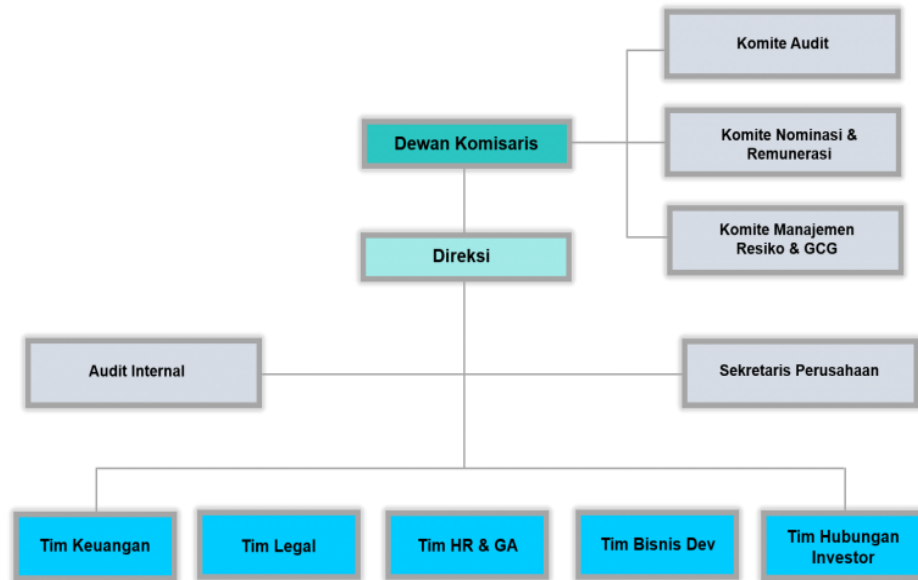 Komite Audit
Dewan Komisaris
Komite Nominasi &
Remunerasi
Komite Manajemen
Resiko & GCG
Direksi
Audit Internal
Sekretaris Perusahaan
Tim Keuangan
Tim Legal
Tim HR & GA
Tim Bisnis Dev
Tim Hubungan
Investor